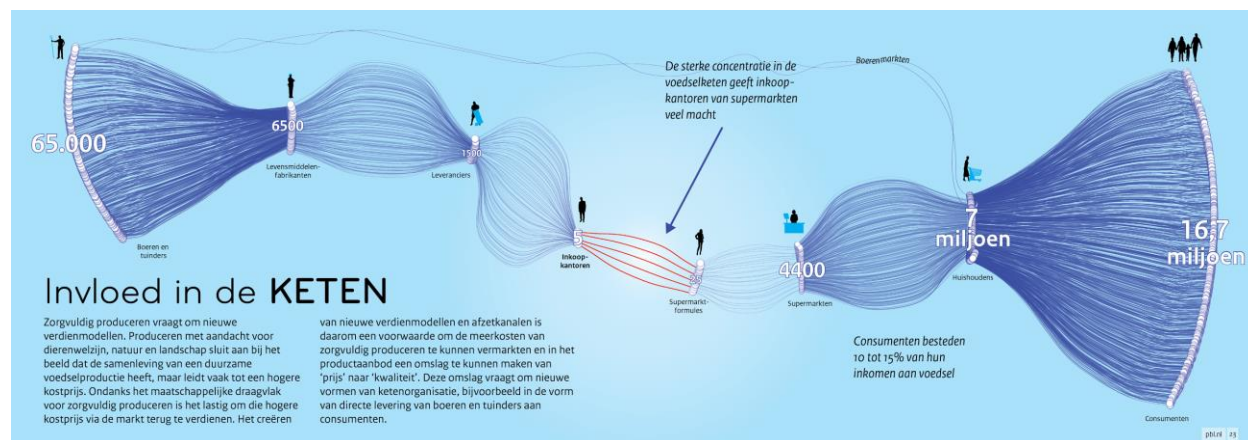 De sterke concentratie in de
voedselketen geeft inkoop-
kantoren van supermarkten
veel macht
Boerenmarkten
65.000
Boeren en
tuinders
6500
Levensmiddelen-
fabrikanten
1500
Leveranciers
5
Inkoop-
kantoren
25
Supermarkt-
formules
4400
Supermarkten
7
miljoen
Huishoudens
16,7
miljoen
Consumenten
Consumenten besteden
10 tot 15% van hun
inkomen aan voedsel
Invloed in de KETEN
Zorgvuldig produceren vraagt om nieuwe
verdienmodellen. Produceren met aandacht voor
dierenwelzijn, natuur en landschap sluit aan bij het
beeld dat de samenleving van een duurzame
voedselproductie heeft, maar leidt vaak tot een hogere
kostprijs. Ondanks het maatschappelijke draagvlak
voor zorgvuldig produceren is het lastig om die hogere
kostprijs via de markt terug te verdienen. Het creëren
van nieuwe verdienmodellen en afzetkanalen is
daarom een voorwaarde om de meerkosten van
zorgvuldig produceren te kunnen vermarkten en in het
productaanbod een omslag te kunnen maken van
‘prijs’ naar ‘kwaliteit’. Deze omslag vraagt om nieuwe
vormen van ketenorganisatie, bijvoorbeeld in de vorm
van directe levering van boeren en tuinders aan
consumenten.
pbl.nl 23